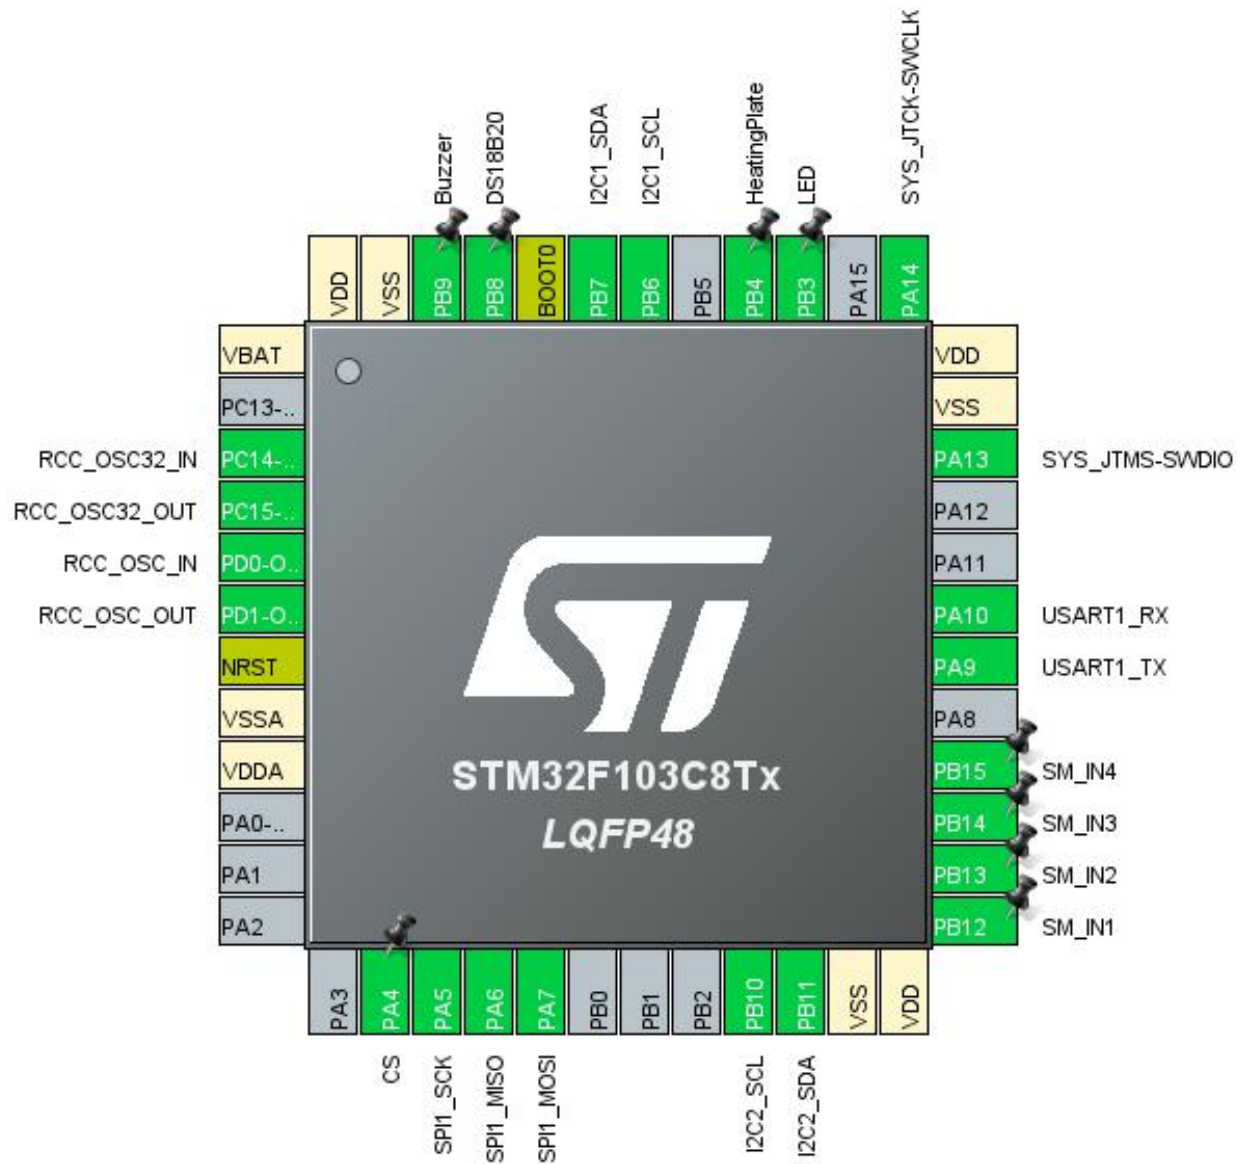 Buzzer
DS18B20
I2C1_SDA
I2C1_SCL
HeatingPlate
LED
SYS_JTCK-SWCLK
VDD
VSS
PB9
PB8
BOOT0
PB7
PB6
PB5
PB4
PB3
PA15
PA14
VBAT
PC13-..
RCC_OSC32_IN PC14-..
RCC_OSC32_OUT PC15-..
RCC_OSC_IN PD0-O..
RCC_OSC_OUT PD1-O..
NRST
VSSA
VDDA
PA0-..
PA1
PA2
VDD
VSS
PA13 SYS_JTMS-SWDIO
PA12
PA11
PA10 USART1_RX
PA9 USART1_TX
PA8
PB15 SM_IN4
PB14 SM_IN3
PB13 SM_IN2
PB12 SM_IN1
ST
STM32F103C8Tx
LQFP48
PA3
PA4
PA5
PA6
PA7
PB0
PB1
PB2
PB10
PB11
VSS
VDD
CS
SPI1_SCK
SPI1_MISO
SPI1_MOSI
I2C2_SCL
I2C2_SDA